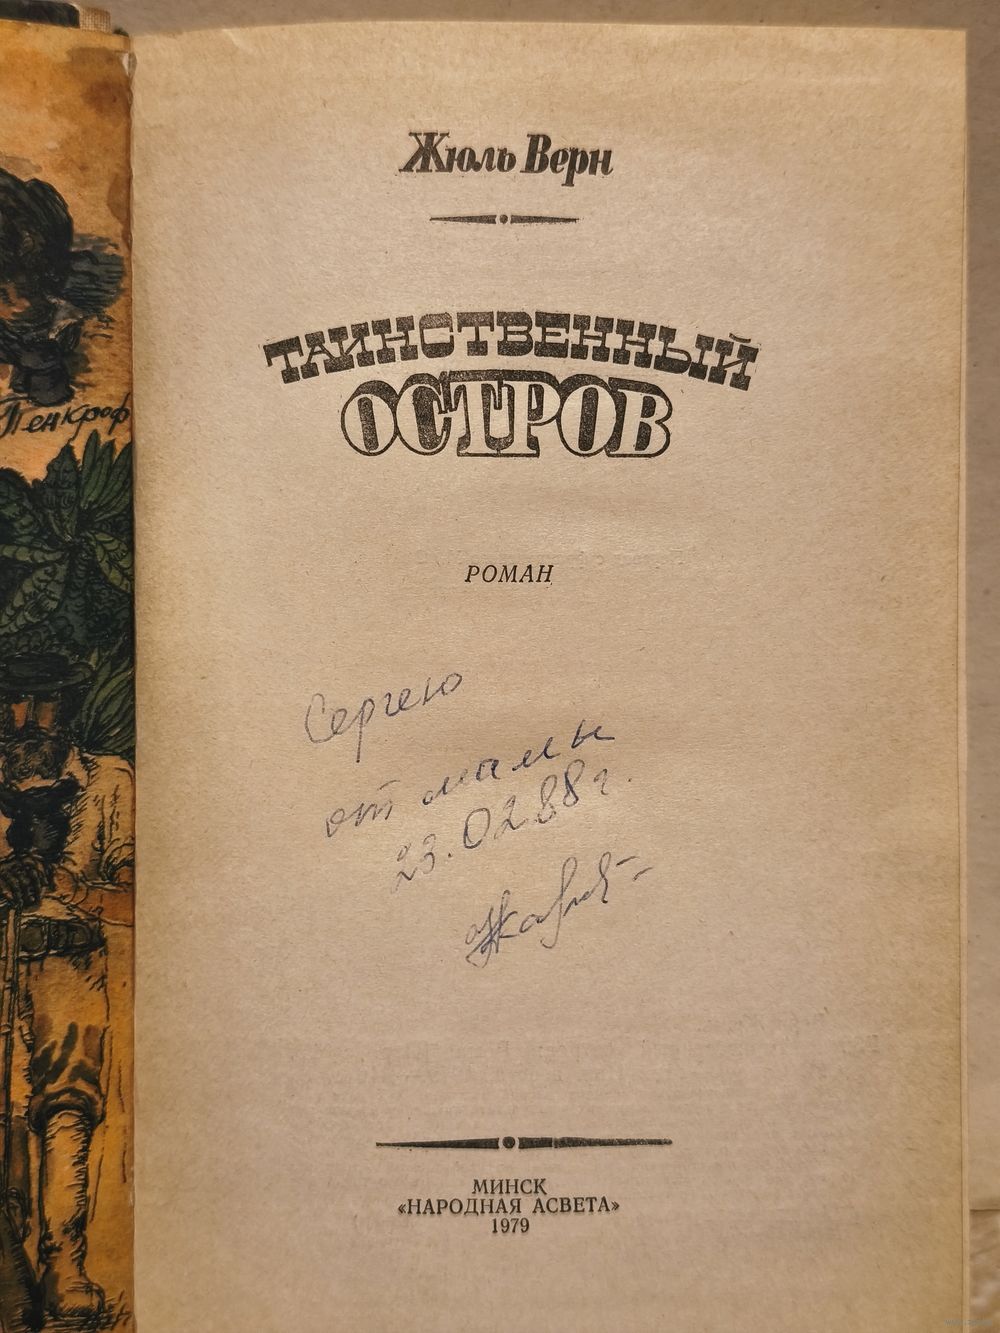 Жюль Верн
ТАИНСТВЕННЫЙ
ОСТРОВ
Пенкроф
РОМАН
Сергею
от мамы
23.02.88г.
МИНСК
«НАРОДНАЯ АСВЕТА»
1979